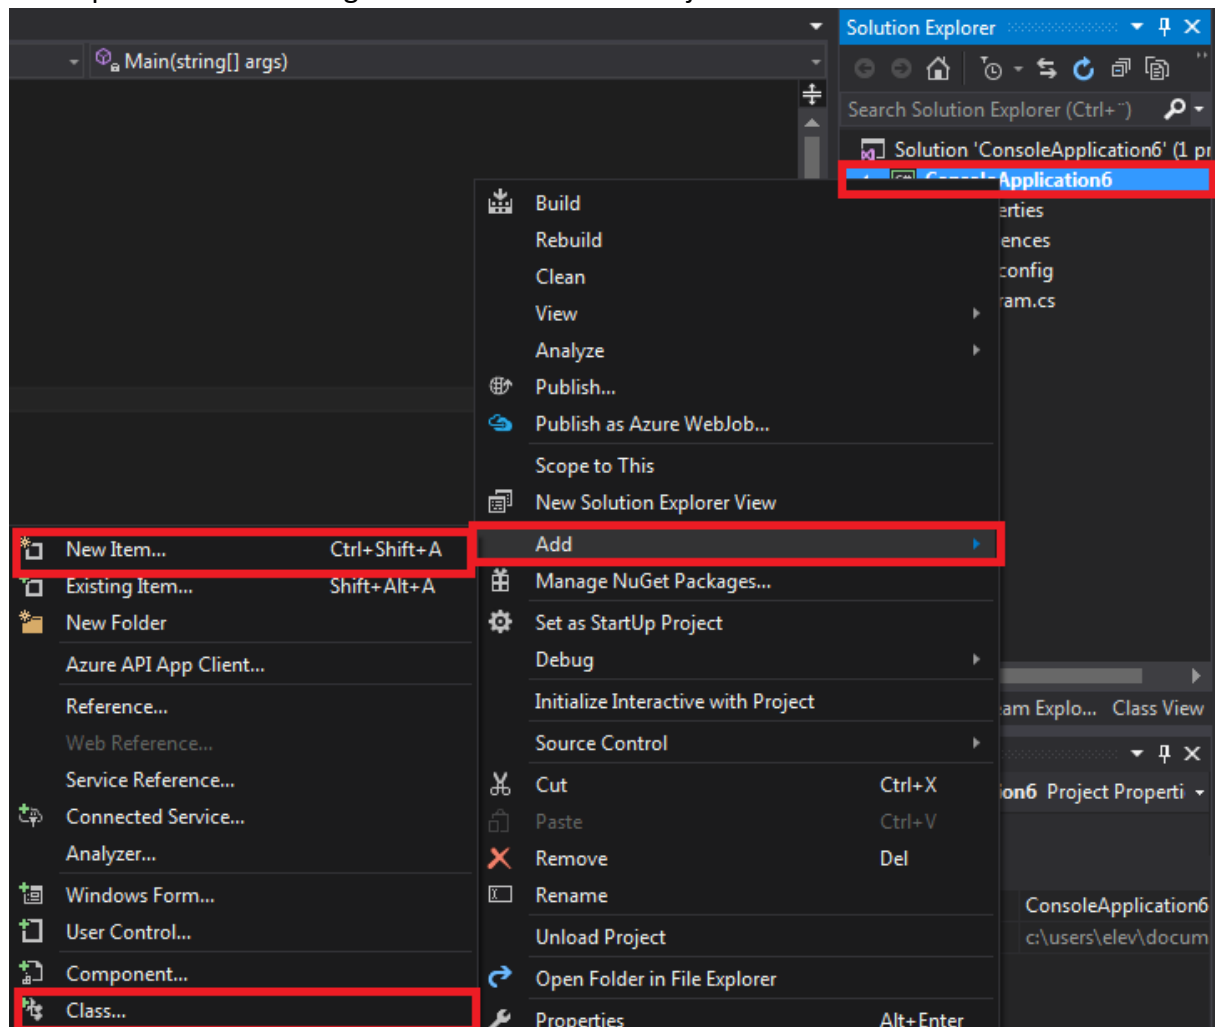 Main(string[] args)
Solution Explorer
Search Solution Explorer (Ctrl+¨)
Solution 'ConsoleApplication6' (1 pr
ConsoleApplication6
erties
ences
config
ram.cs
Build
Rebuild
Clean
View
Analyze
Publish...
Publish as Azure WebJob...
Scope to This
New Solution Explorer View
Add
Manage NuGet Packages...
Set as StartUp Project
Debug
Initialize Interactive with Project
Source Control
Cut Ctrl+X
Paste Ctrl+V
Remove Del
Rename
Unload Project
Open Folder in File Explorer
Properties Alt+Enter
New Item... Ctrl+Shift+A
Existing Item... Shift+Alt+A
New Folder
Azure API App Client...
Reference...
Web Reference...
Service Reference...
Connected Service...
Analyzer...
Windows Form...
User Control...
Component...
Class...
am Explo... Class View
ion6 Project Properti
ConsoleApplication6
c:\users\elev\docum